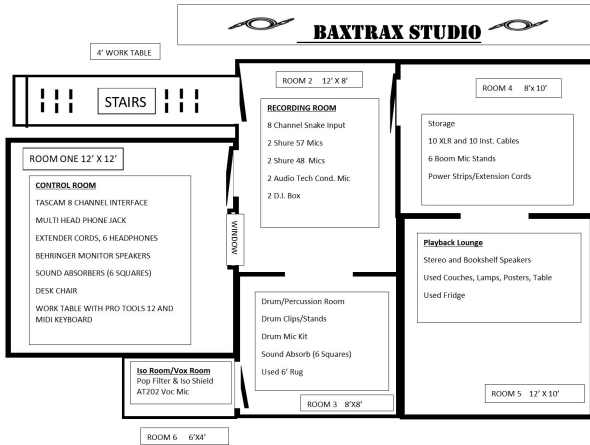 BAXTRAX STUDIO
4' WORK TABLE
STAIRS
ROOM 2 12' X 8'
RECORDING ROOM
8 Channel Snake Input
2 Shure 57 Mics
2 Shure 48 Mics
2 Audio Tech Cond. Mic
2 D.I. Box
ROOM 4 8'x 10'
Storage
10 XLR and 10 Inst. Cables
6 Boom Mic Stands
Power Strips/Extension Cords
ROOM ONE 12' X 12'
CONTROL ROOM
TASCAM 8 CHANNEL INTERFACE
MULTI HEAD PHONE JACK
EXTENDER CORDS, 6 HEADPHONES
BEHRINGER MONITOR SPEAKERS
SOUND ABSORBERS (6 SQUARES)
DESK CHAIR
WORK TABLE WITH PRO TOOLS 12 AND
MIDI KEYBOARD
WINDOW
Playback Lounge
Stereo and Bookshelf Speakers
Used Couches, Lamps, Posters, Table
Used Fridge
ROOM 5 12' X 10'
Drum/Percussion Room
Drum Clips/Stands
Drum Mic Kit
Sound Absorb (6 Squares)
Used 6' Rug
ROOM 3 8'X8'
Iso Room/Vox Room
Pop Filter & Iso Shield
AT202 Voc Mic
ROOM 6 6'X4'